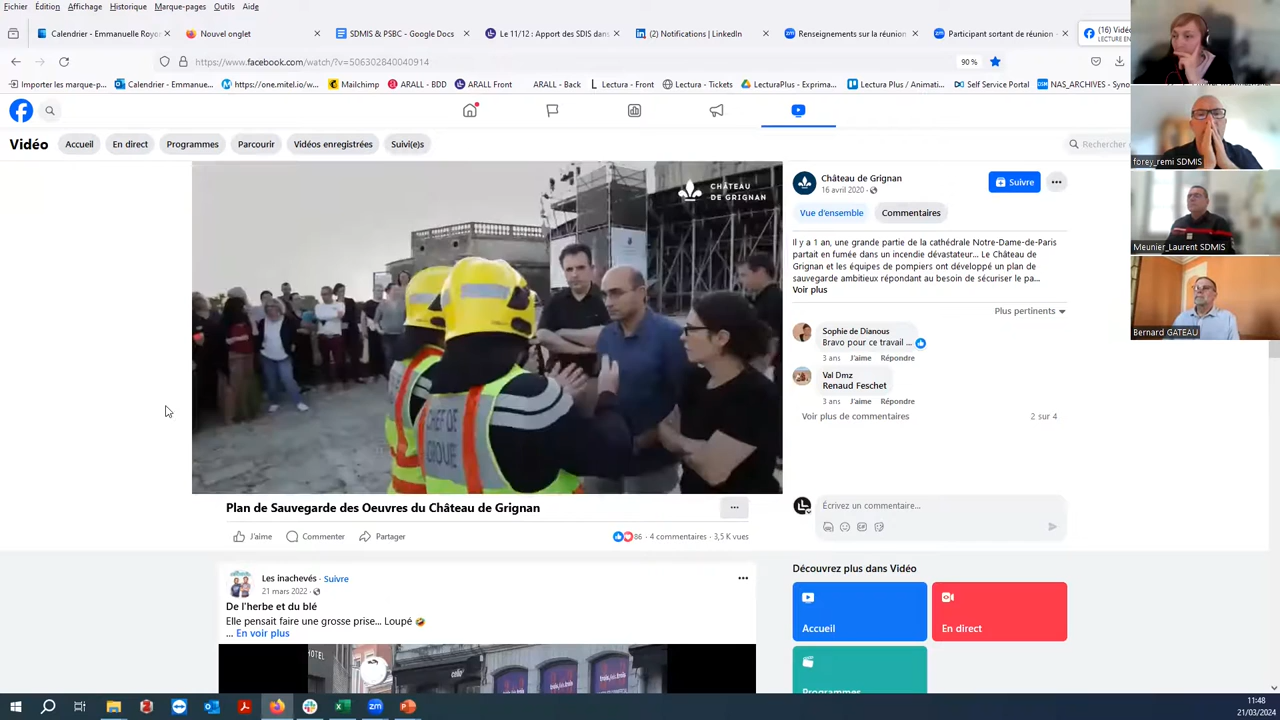 Fichier Édition Affichage Historique Marque-pages Outils Aide
Calendrier - Emmanuelle Royo
Nouvel onglet
SDMIS & PSBC - Google Docs
Le 11/12 : Apport des SDIS dans
(2) Notifications | LinkedIn
Renseignements sur la réunion
Participant sortant de réunion -
(16) Vidéo
LECTURE EN
https://www.facebook.com/watch/?v=506302840040914
90 %
Importer les marque-p...
Calendrier - Emmanue...
https://one.mitel.io/w...
Mailchimp
ARALL - BDD
ARALL Front
ARALL - Back
Lectura - Front
Lectura - Tickets
LecturaPlus - Exprima...
Lectura Plus / Animati...
Self Service Portal
NAS_ARCHIVES - Syno
Vidéo
Accueil
En direct
Programmes
Parcourir
Vidéos enregistrées
Suivi(e)s
Rechercher
CHÂTEAU
DE GRIGNAN
CHEF DE
GROUPE
Château de Grignan
16 avril 2020 ·
Suivre
Vue d'ensemble
Commentaires
Il y a 1 an, une grande partie de la cathédrale Notre-Dame-de-Paris
partait en fumée dans un incendie dévastateur... Le Château de
Grignan et les équipes de pompiers ont développé un plan de
sauvegarde ambitieux répondant au besoin de sécuriser le pa...
Voir plus
Plus pertinents
Sophie de Dianous
Bravo pour ce travail ...
3 ans J'aime Répondre
Val Dmz
Renaud Feschet
3 ans J'aime Répondre
Voir plus de commentaires
2 sur 4
Écrivez un commentaire...
Plan de Sauvegarde des Oeuvres du Château de Grignan
J'aime
Commenter
Partager
86 · 4 commentaires · 3,5 K vues
Les inachevés · Suivre
21 mars 2022 ·
De l'herbe et du blé
Elle pensait faire une grosse prise... Loupé 🤣
... En voir plus
HOTEL
Découvrez plus dans Vidéo
Accueil
En direct
Programmes
forey_remi SDMIS
Meunier_Laurent SDMIS
Bernard GATEAU
11:48
21/03/2024